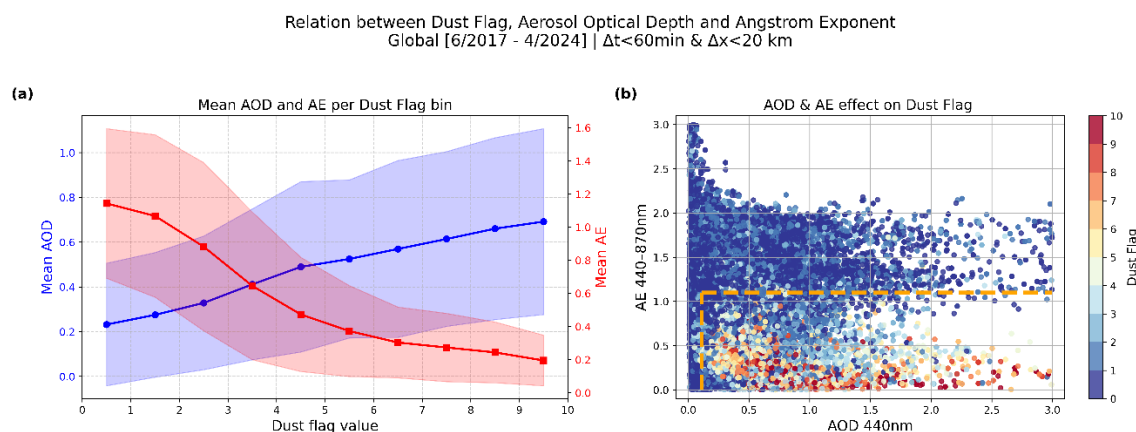 Relation between Dust Flag, Aerosol Optical Depth and Angstrom Exponent
Global [6/2017 - 4/2024] | Δt<60min & Δx<20 km
(a)
Mean AOD and AE per Dust Flag bin
Mean AOD
1.0
0.8
0.6
0.4
0.2
0.0
0 1 2 3 4 5 6 7 8 9 10
Dust flag value
1.6
1.4
1.2
1.0
0.8
0.6
0.4
0.2
0.0
Mean AE
(b)
AOD & AE effect on Dust Flag
AE 440–870nm
3.0
2.5
2.0
1.5
1.0
0.5
0.0
0.0 0.5 1.0 1.5 2.0 2.5 3.0
AOD 440nm
10
9
8
7
6
5
4
3
2
1
0
Dust Flag